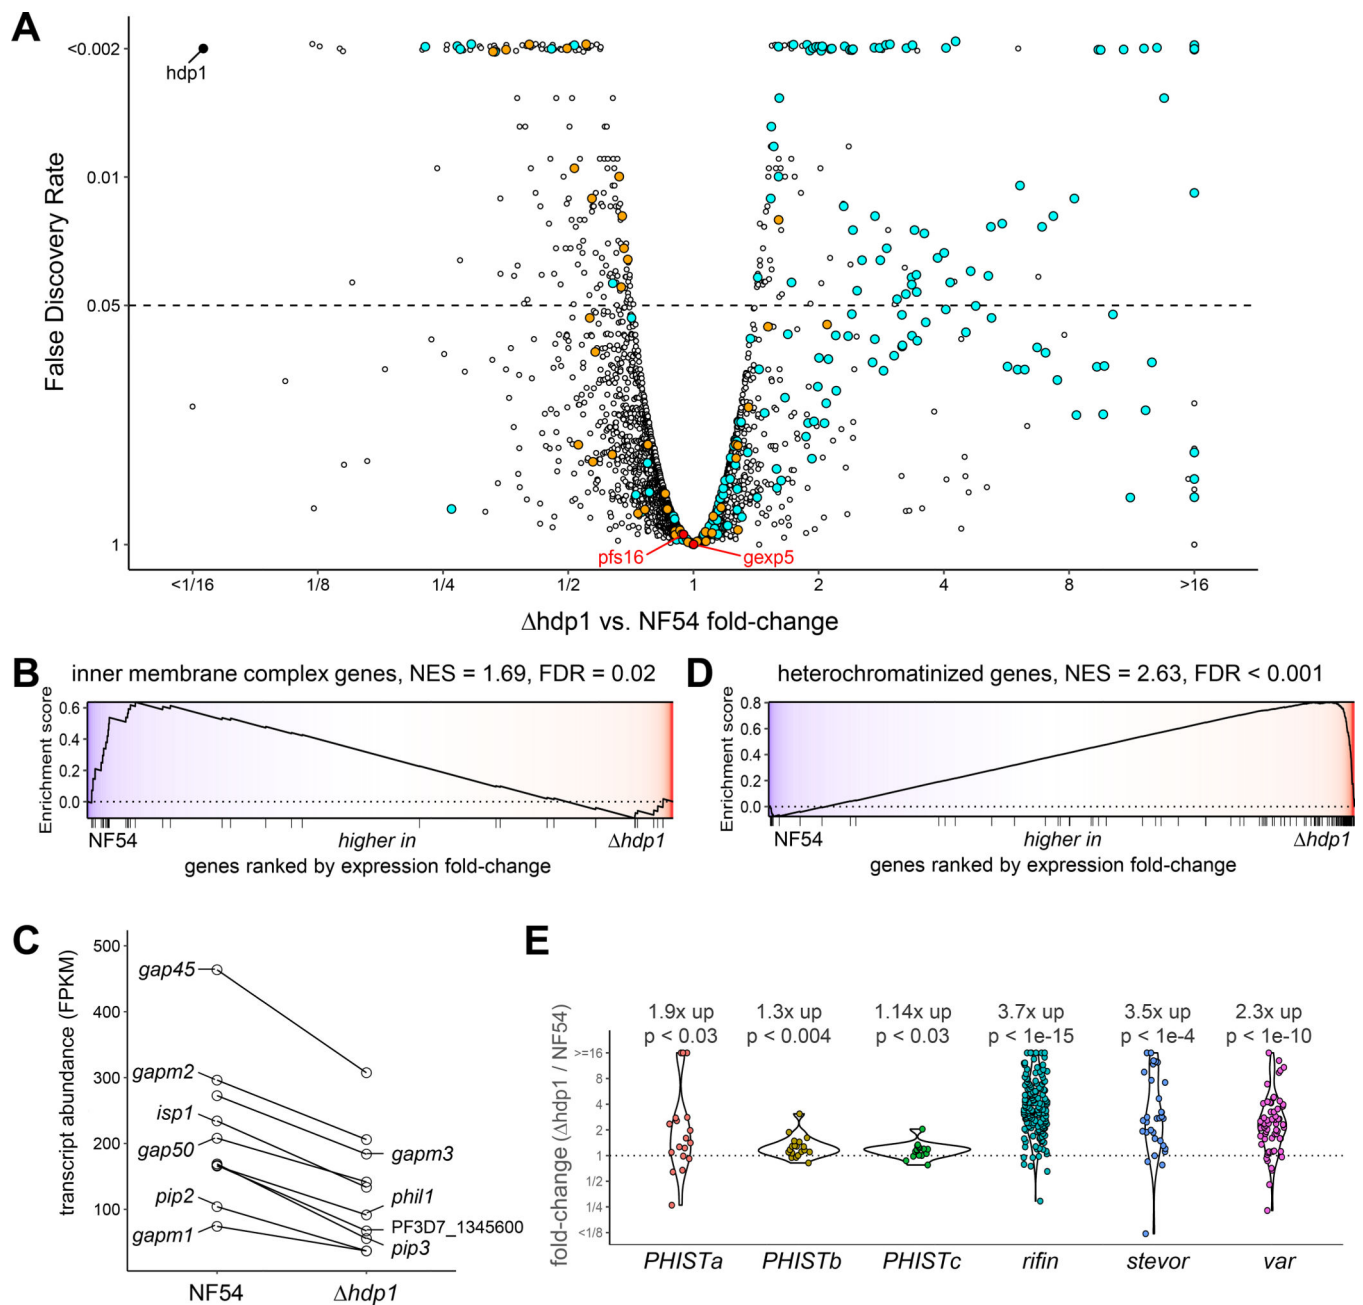 A
<0.002
hdp1
0.01
0.05
1
False Discovery Rate
pfs16
gexp5
<1/16
1/8
1/4
1/2
1
2
4
8
>16
Δhdp1 vs. NF54 fold-change
B
inner membrane complex genes, NES = 1.69, FDR = 0.02
Enrichment score
0.6
0.4
0.2
0.0
NF54
higher in
Δhdp1
genes ranked by expression fold-change
D
heterochromatinized genes, NES = 2.63, FDR < 0.001
Enrichment score
0.8
0.6
0.4
0.2
0.0
NF54
higher in
Δhdp1
genes ranked by expression fold-change
C
transcript abundance (FPKM)
500
400
300
200
100
gap45
gapm2
isp1
gap50
pip2
gapm1
gapm3
phil1
PF3D7_1345600
pip3
NF54
Δhdp1
E
fold-change (Δhdp1 / NF54)
1.9x up
p < 0.03
1.3x up
p < 0.004
1.14x up
p < 0.03
3.7x up
p < 1e-15
3.5x up
p < 1e-4
2.3x up
p < 1e-10
>=16
8
4
2
1
1/2
1/4
<1/8
PHISTa
PHISTb
PHISTc
rifin
stevor
var